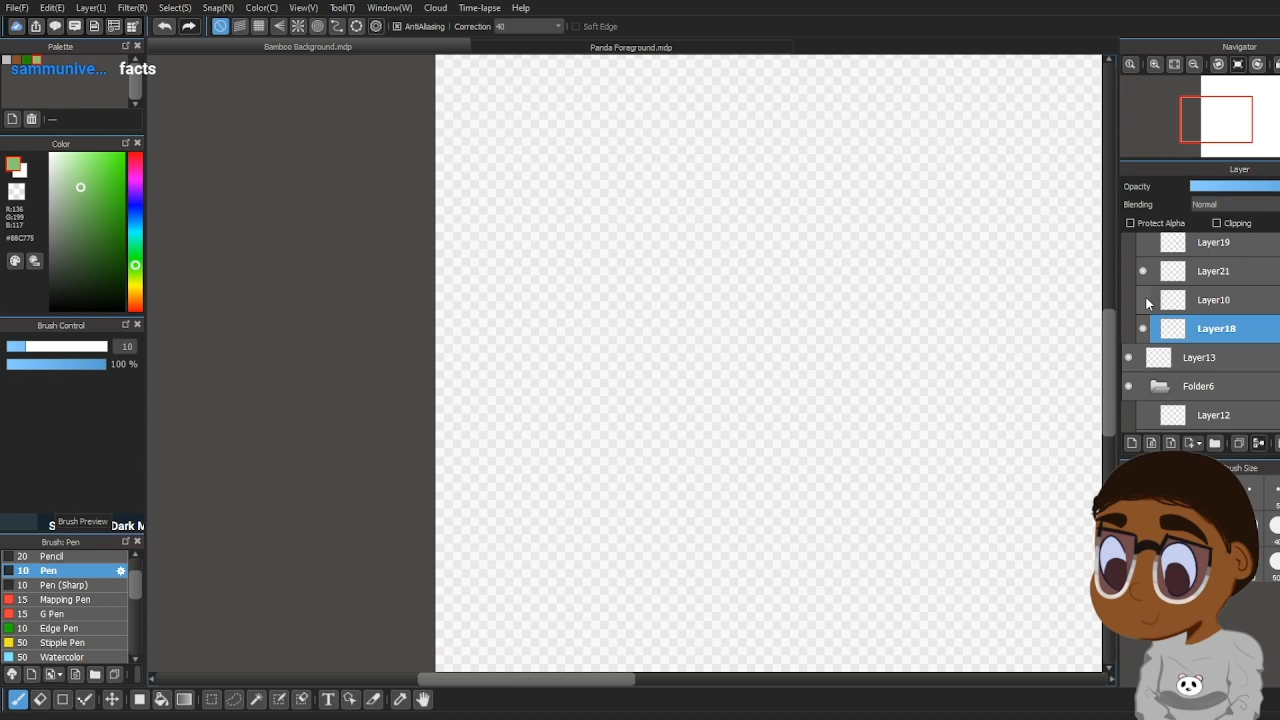 File(F) Edit(E) Layer(L) Filter(R) Select(S) Snap(N) Color(C) View(V) Tool(T) Window(W) Cloud Time-lapse Help
AntiAliasing Correction 40 Soft Edge
Palette
Bamboo Background.mdp
Panda Foreground.mdp
Navigator
sammunive... facts
---
Color
R:136
G:199
B:117
#88C775
Layer
Opacity
Blending Normal
Protect Alpha Clipping
Layer19
Layer21
Layer10
Layer18
Layer13
Folder6
Layer12
Brush Control
10
100 %
Brush Preview
Dark M
Brush: Pen
20 Pencil
10 Pen
10 Pen (Sharp)
15 Mapping Pen
15 G Pen
10 Edge Pen
50 Stipple Pen
50 Watercolor
ush Size